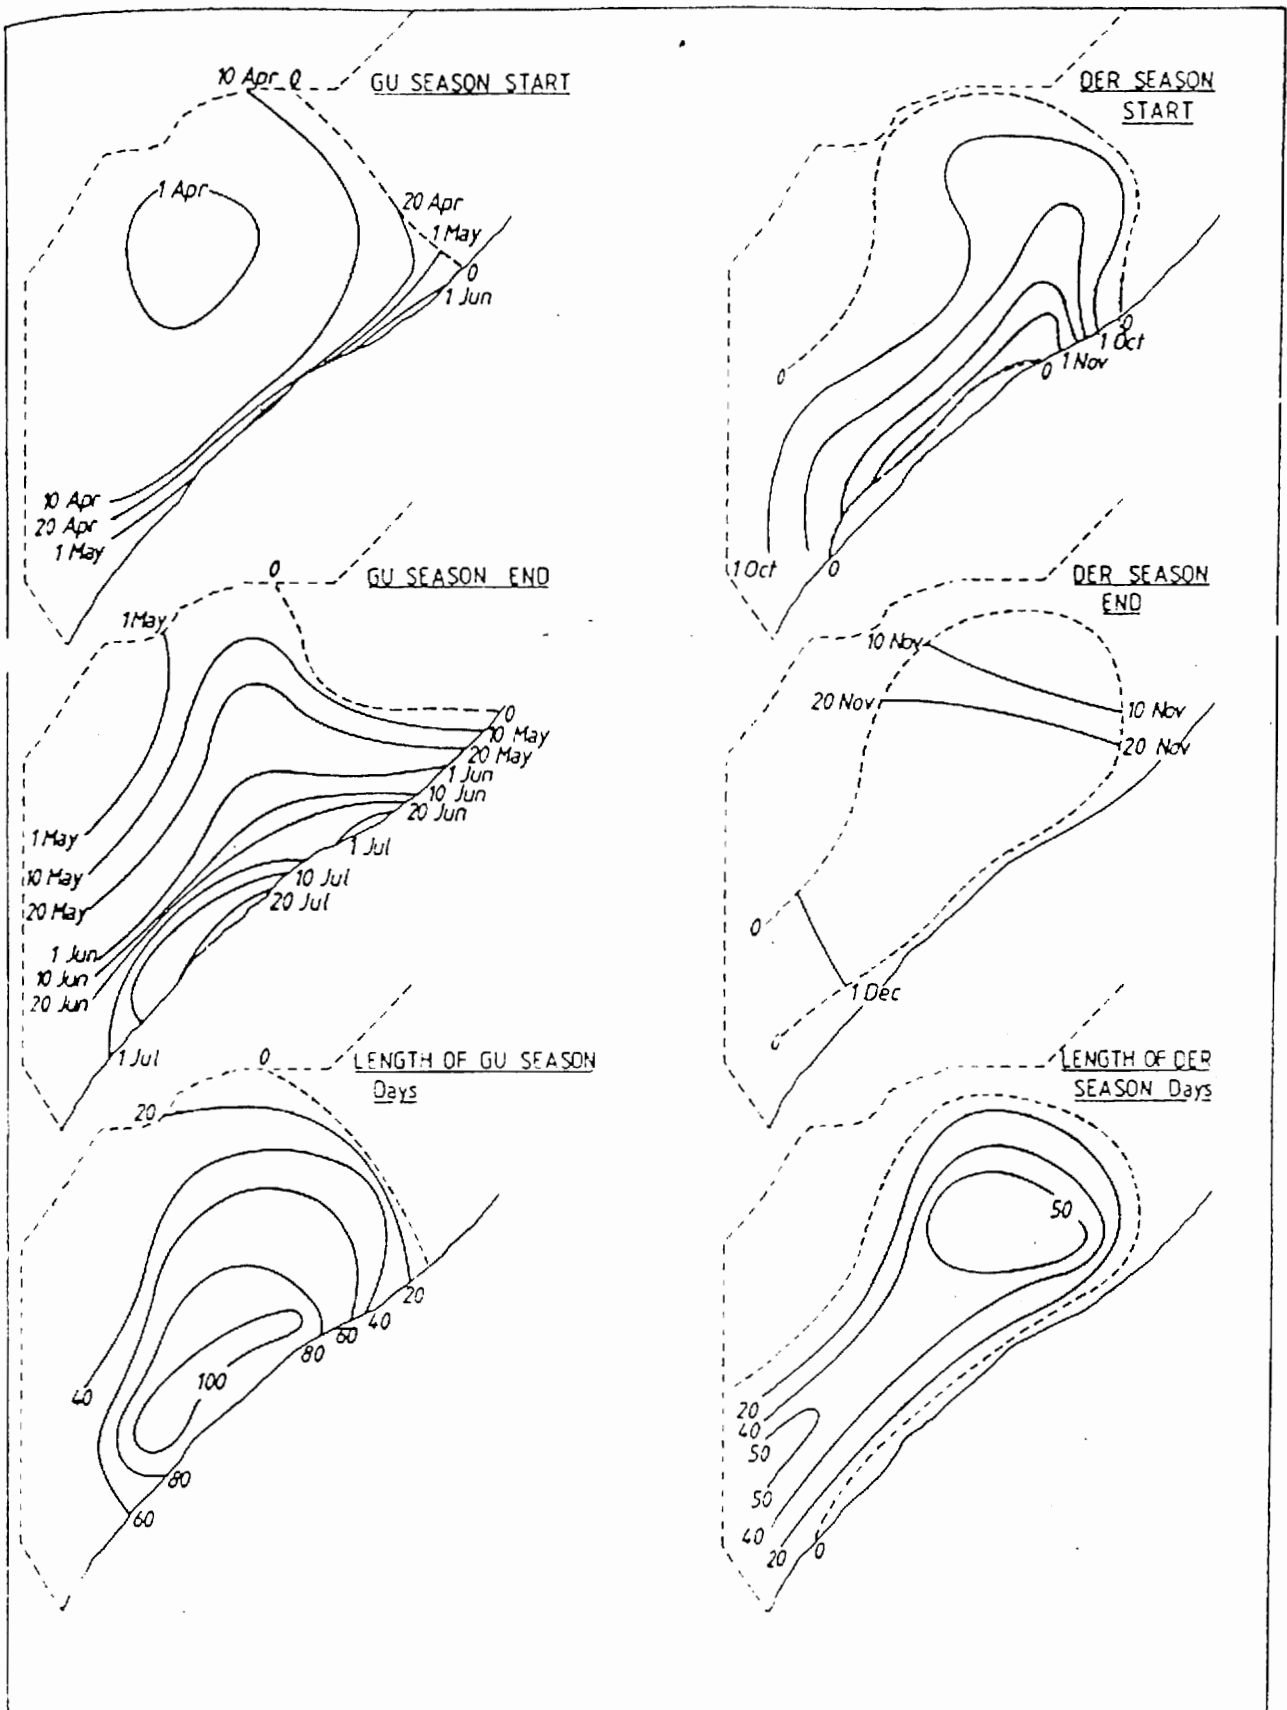 10 Apr 0
GU SEASON START
1 Apr
20 Apr
1 May
0
1 Jun
10 Apr
20 Apr
1 May
DER SEASON
START
0
0
1 Oct
1 Nov
0
1 Oct
0
0
GU SEASON END
1 May
0
10 May
20 May
1 Jun
10 Jun
20 Jun
1 Jul
10 Jul
20 Jul
1 May
10 May
20 May
1 Jun
10 Jun
20 Jun
1 Jul
DER SEASON
END
10 Nov
20 Nov
10 Nov
20 Nov
0
1 Dec
0
0
LENGTH OF GU SEASON
Days
20
20
40
60
80
100
40
80
60
LENGTH OF DER
SEASON Days
50
20
40
50
50
40
20
0